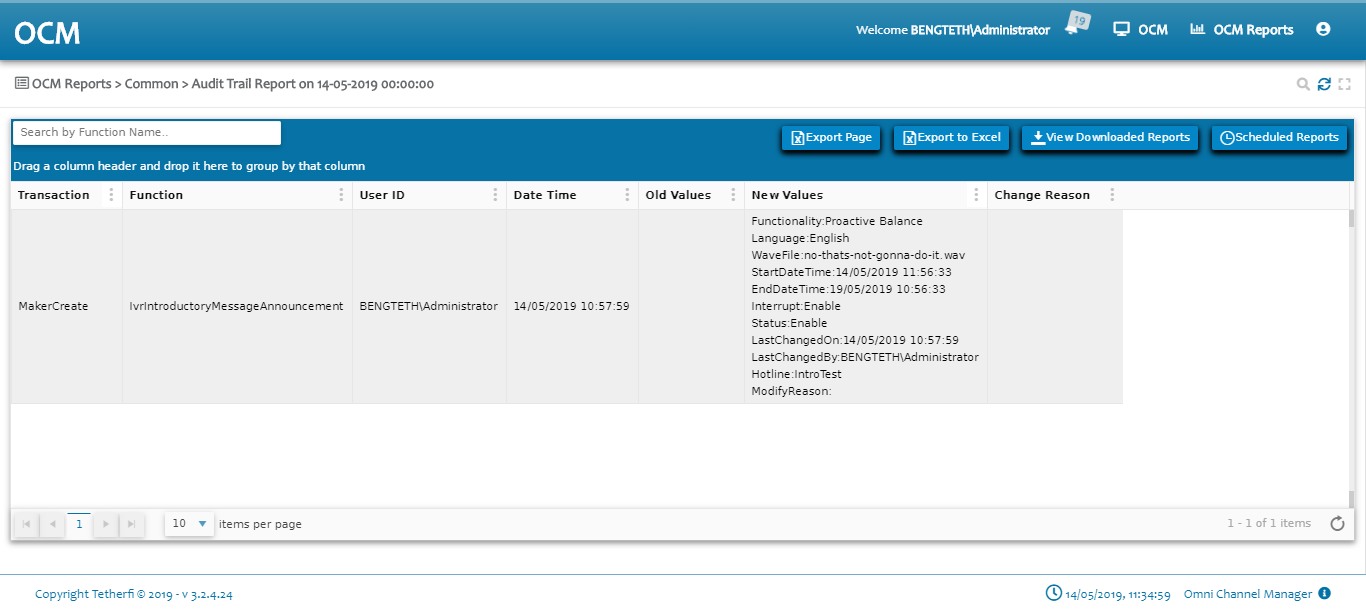 OCM
Welcome BENGTETH\Administrator
19
OCM
OCM Reports
OCM Reports > Common > Audit Trail Report on 14-05-2019 00:00:00
Search by Function Name..
Export Page
Export to Excel
View Downloaded Reports
Scheduled Reports
Drag a column header and drop it here to group by that column
Transaction Function User ID Date Time Old Values New Values Change Reason
MakerCreate
IvrIntroductoryMessageAnnouncement
BENGTETH\Administrator
14/05/2019 10:57:59
Functionality:Proactive Balance
Language:English
WaveFile:no-thats-not-gonna-do-it.wav
StartDateTime:14/05/2019 11:56:33
EndDateTime:19/05/2019 10:56:33
Interrupt:Enable
Status:Enable
LastChangedOn:14/05/2019 10:57:59
LastChangedBy:BENGTETH\Administrator
Hotline:IntroTest
ModifyReason:
1
10 items per page
1 - 1 of 1 items
Copyright Tetherfi © 2019 - v 3.2.4.24
14/05/2019, 11:34:59
Omni Channel Manager